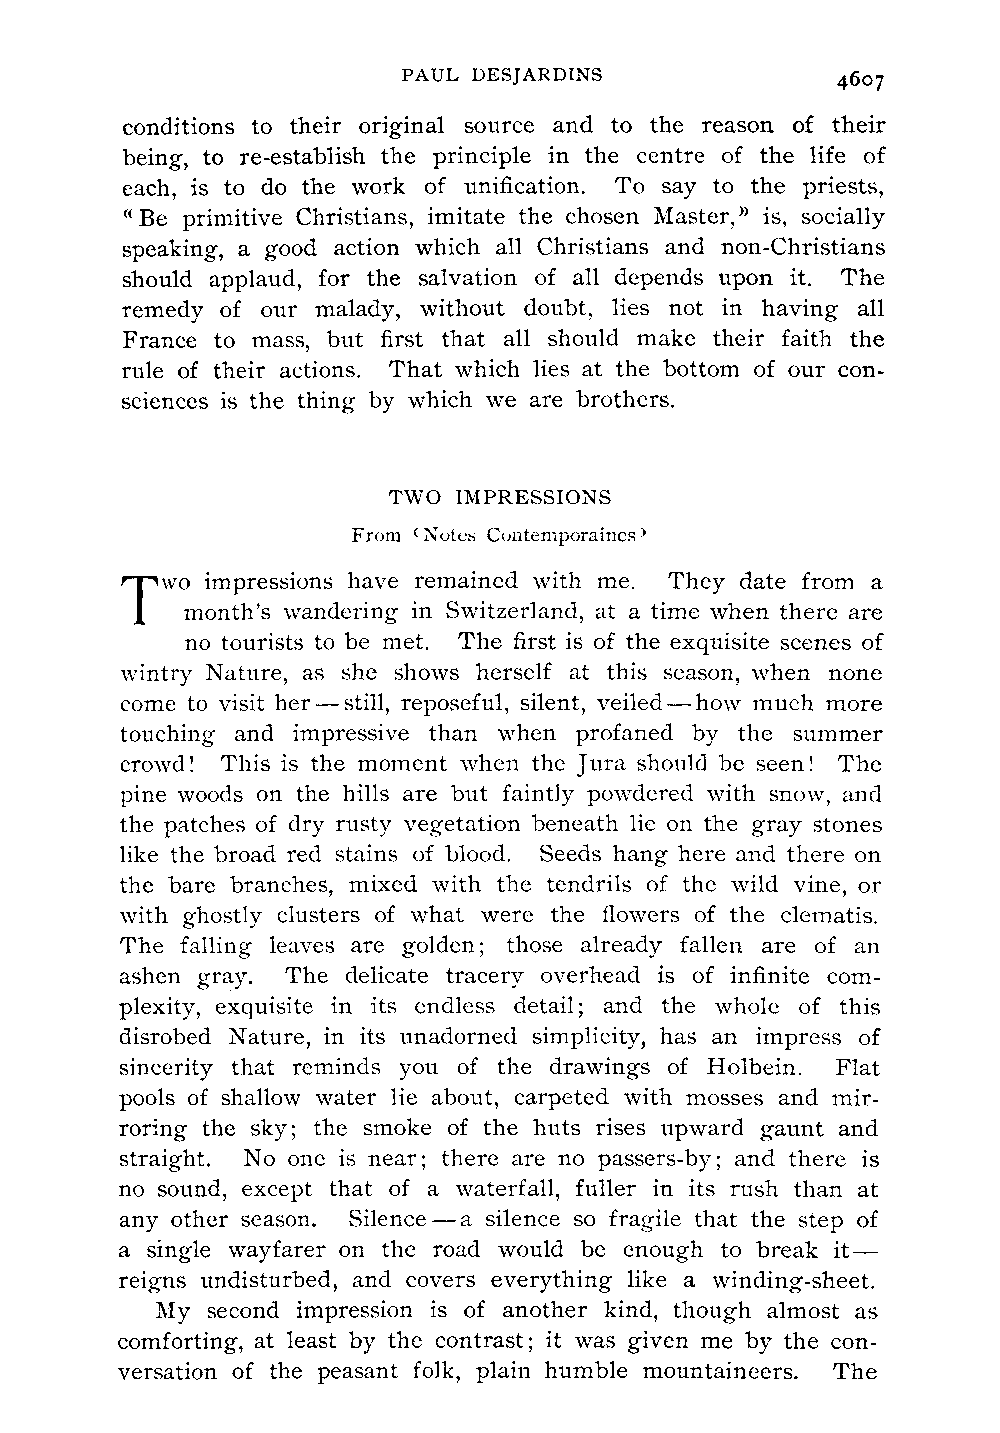 PAUL DESJARDINS 4607
conditions to their original source and to the reason of their
being, to re-establish the principle in the centre of the life of
each, is to do the work of unification. To say to the priests,
"Be primitive Christians, imitate the chosen Master," is, socially
speaking, a good action which all Christians and non-Christians
should applaud, for the salvation of all depends upon it. The
remedy of our malady, without doubt, lies not in having all
France to mass, but first that all should make their faith the
rule of their actions. That which lies at the bottom of our con-
sciences is the thing by which we are brothers.
TWO IMPRESSIONS
From 'Notes Contemporaines'
Two impressions have remained with me. They date from a
month's wandering in Switzerland, at a time when there are
no tourists to be met. The first is of the exquisite scenes of
wintry Nature, as she shows herself at this season, when none
come to visit her—still, reposeful, silent, veiled—how much more
touching and impressive than when profaned by the summer
crowd! This is the moment when the Jura should be seen! The
pine woods on the hills are but faintly powdered with snow, and
the patches of dry rusty vegetation beneath lie on the gray stones
like the broad red stains of blood. Seeds hang here and there on
the bare branches, mixed with the tendrils of the wild vine, or
with ghostly clusters of what were the flowers of the clematis.
The falling leaves are golden; those already fallen are of an
ashen gray. The delicate tracery overhead is of infinite com-
plexity, exquisite in its endless detail; and the whole of this
disrobed Nature, in its unadorned simplicity, has an impress of
sincerity that reminds you of the drawings of Holbein. Flat
pools of shallow water lie about, carpeted with mosses and mir-
roring the sky; the smoke of the huts rises upward gaunt and
straight. No one is near; there are no passers-by; and there is
no sound, except that of a waterfall, fuller in its rush than at
any other season. Silence—a silence so fragile that the step of
a single wayfarer on the road would be enough to break it—
reigns undisturbed, and covers everything like a winding-sheet.
My second impression is of another kind, though almost as
comforting, at least by the contrast; it was given me by the con-
versation of the peasant folk, plain humble mountaineers. The